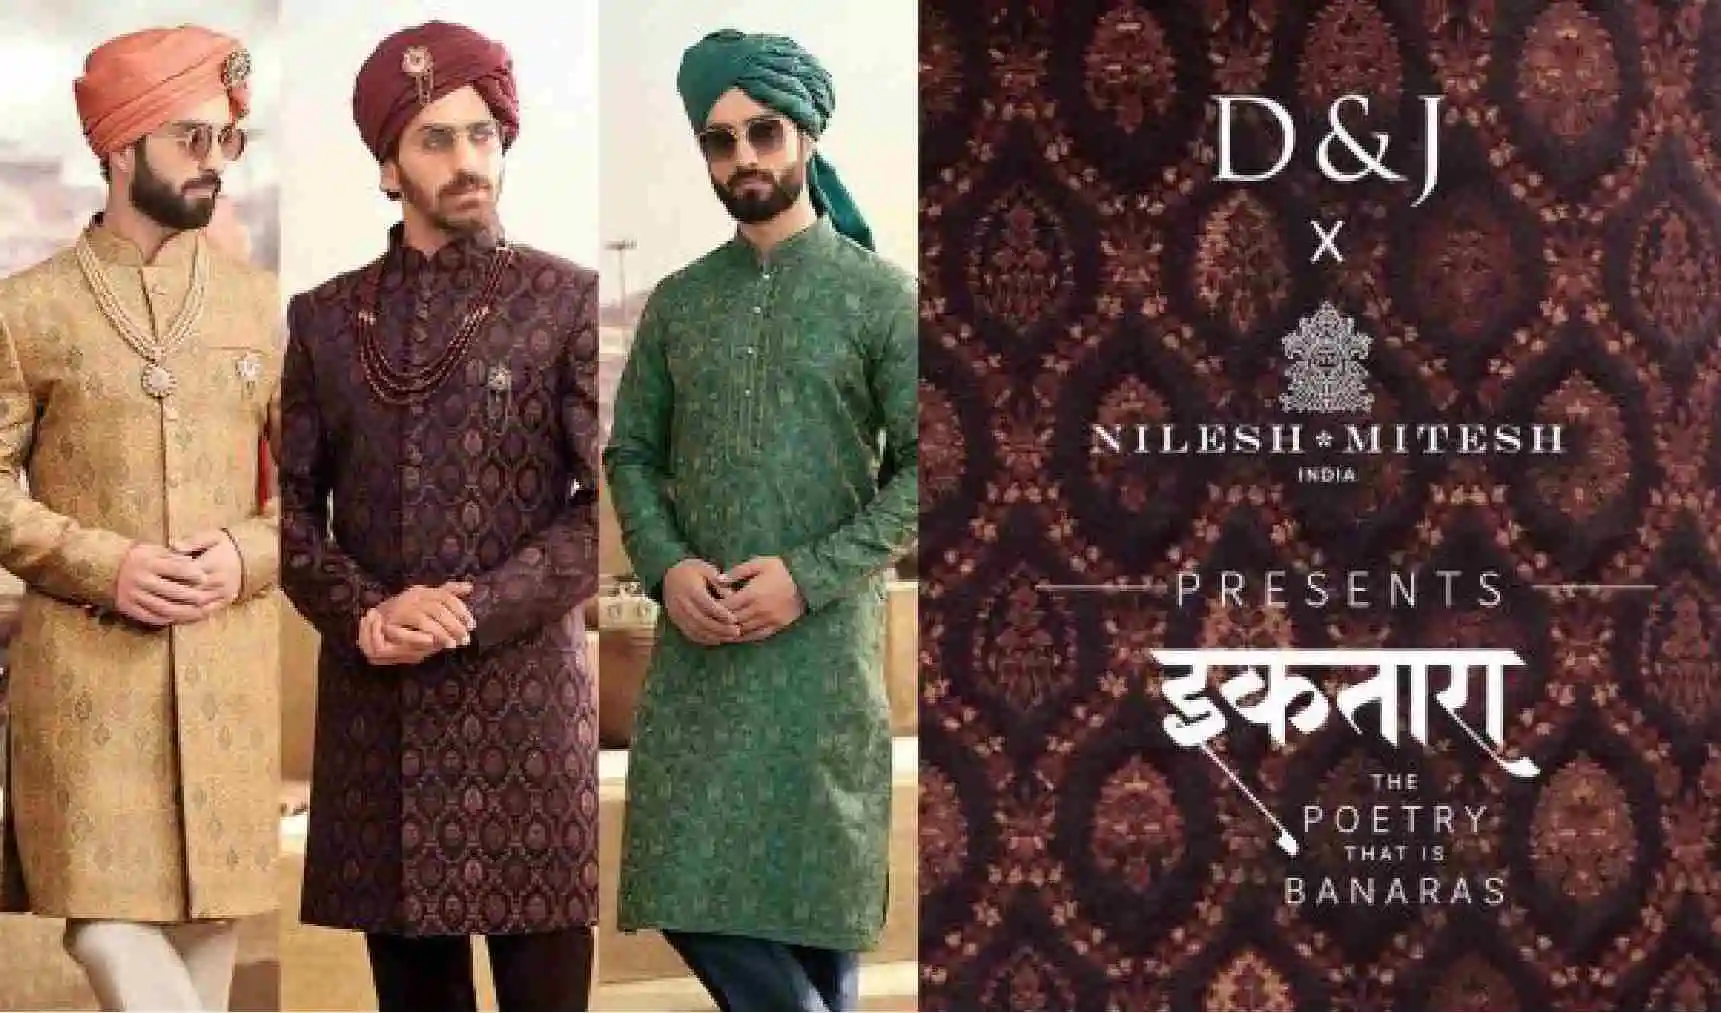 D&J
X
NILESH * MITESH
INDIA
PRESENTS
इकतारा
THE
POETRY
THAT IS
BANARAS